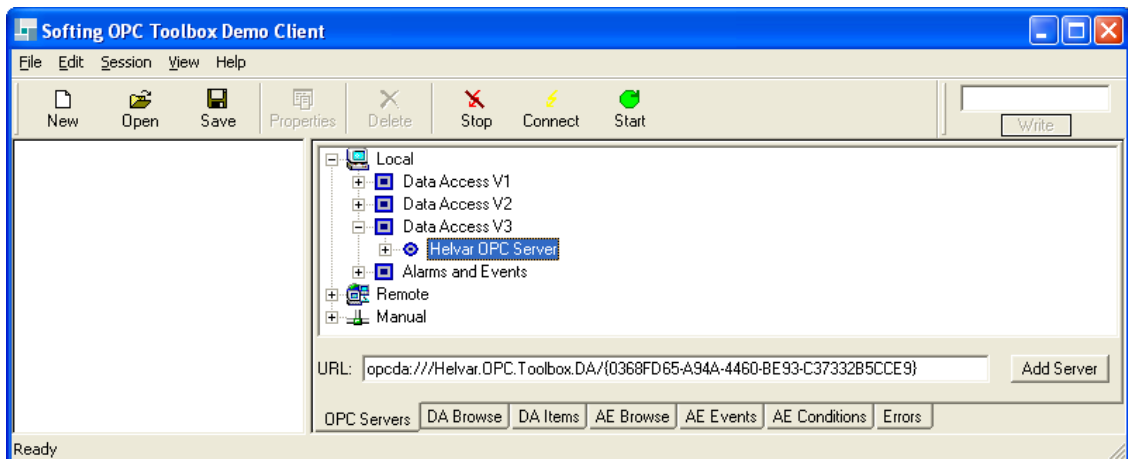 Softing OPC Toolbox Demo Client
File Edit Session View Help
New Open Save Properties Delete Stop Connect Start Write
Local
Data Access V1
Data Access V2
Data Access V3
Helvar OPC Server
Alarms and Events
Remote
Manual
URL: opcda:///Helvar.OPC.Toolbox.DA/{0368FD65-A94A-4460-BE93-C37332B5CCE9} Add Server
OPC Servers DA Browse DA Items AE Browse AE Events AE Conditions Errors
Ready